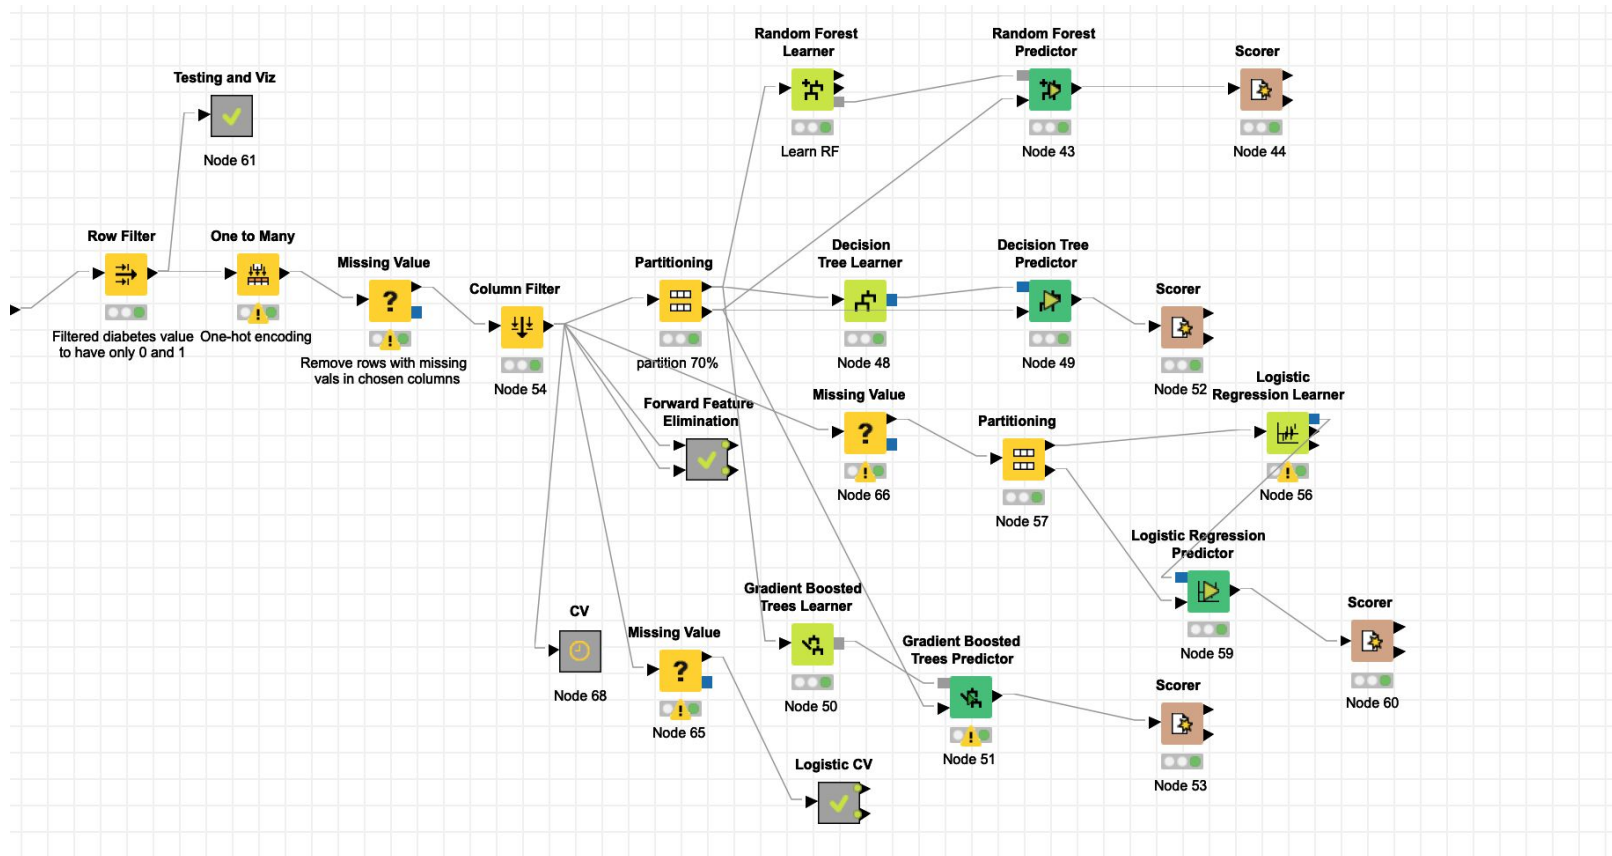 Random Forest
Learner
Learn RF
Random Forest
Predictor
Node 43
Scorer
Node 44
Testing and Viz
Node 61
Row Filter
Filtered diabetes value
to have only 0 and 1
One to Many
One-hot encoding
Missing Value
?
Remove rows with missing
vals in chosen columns
Column Filter
Node 54
Partitioning
partition 70%
Decision
Tree Learner
Node 48
Decision Tree
Predictor
Node 49
Scorer
Node 52
Forward Feature
Elimination
Missing Value
?
Node 66
Partitioning
Node 57
Logistic
Regression Learner
Node 56
Logistic Regression
Predictor
Node 59
Scorer
Node 60
CV
Node 68
Missing Value
?
Node 65
Gradient Boosted
Trees Learner
Node 50
Gradient Boosted
Trees Predictor
Node 51
Scorer
Node 53
Logistic CV